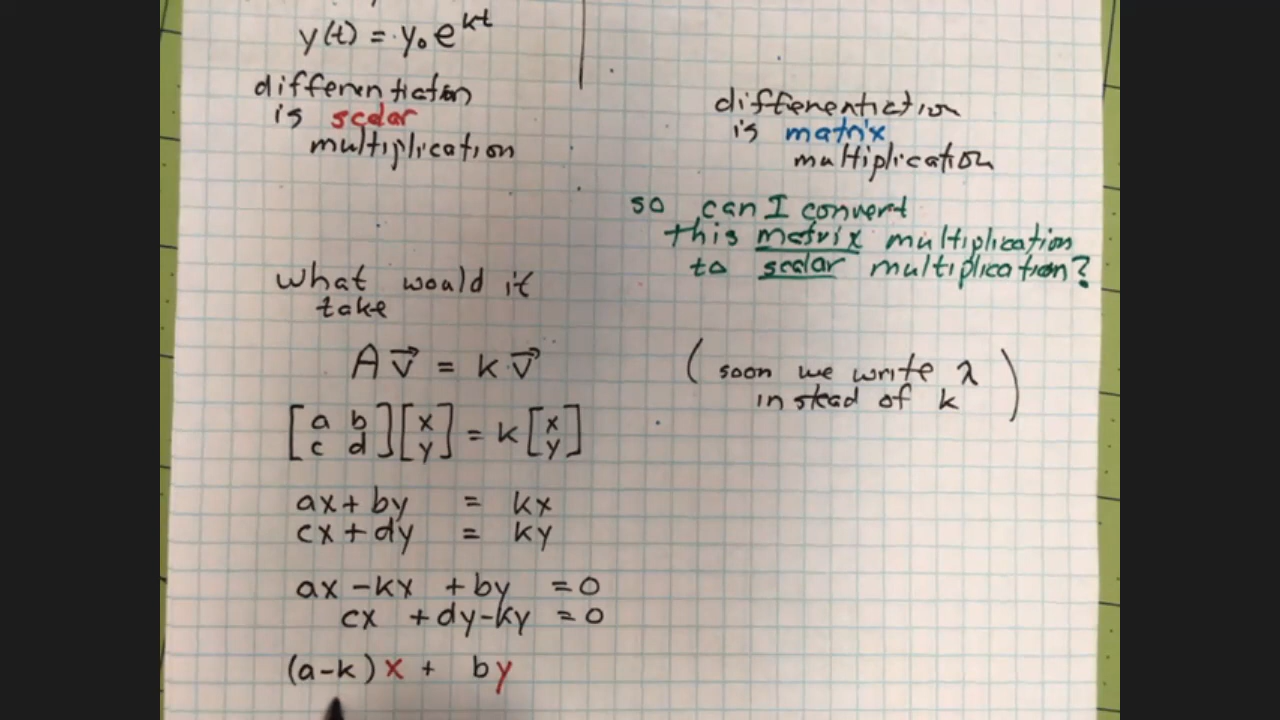 y(t) = y₀ e^kt
differentiation
is scalar
multiplication
differentiation
is matrix
multiplication
so can I convert
this matrix multiplication
to scalar multiplication?
What would it
take
A v⃗ = k v⃗
( soon we write λ
instead of k )
[a b; c d] [x; y] = k [x; y]
ax + by = kx
cx + dy = ky
ax - kx + by = 0
cx + dy - ky = 0
(a - k) x + by